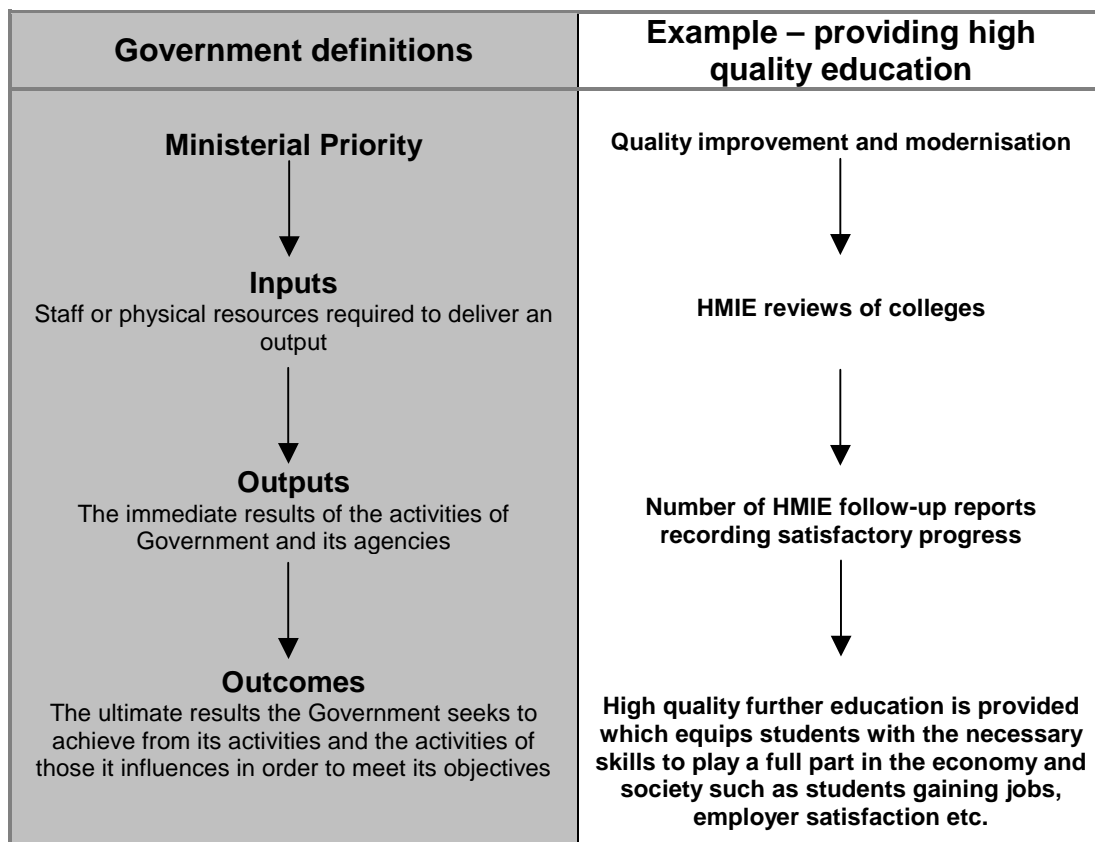 Government definitions
Example – providing high
quality education
Ministerial Priority
Quality improvement and modernisation
Inputs
Staff or physical resources required to deliver an
output
HMIE reviews of colleges
Outputs
The immediate results of the activities of
Government and its agencies
Number of HMIE follow-up reports
recording satisfactory progress
Outcomes
The ultimate results the Government seeks to
achieve from its activities and the activities of
those it influences in order to meet its objectives
High quality further education is provided
which equips students with the necessary
skills to play a full part in the economy and
society such as students gaining jobs,
employer satisfaction etc.